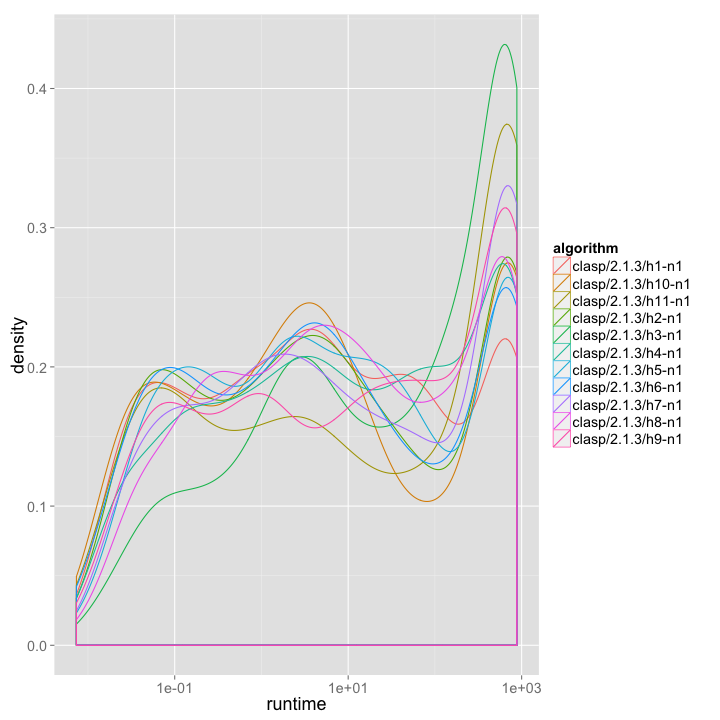 0.4
0.3
0.2
0.1
0.0
density
1e-01
1e+01
1e+03
runtime
algorithm
clasp/2.1.3/h1-n1
clasp/2.1.3/h10-n1
clasp/2.1.3/h11-n1
clasp/2.1.3/h2-n1
clasp/2.1.3/h3-n1
clasp/2.1.3/h4-n1
clasp/2.1.3/h5-n1
clasp/2.1.3/h6-n1
clasp/2.1.3/h7-n1
clasp/2.1.3/h8-n1
clasp/2.1.3/h9-n1